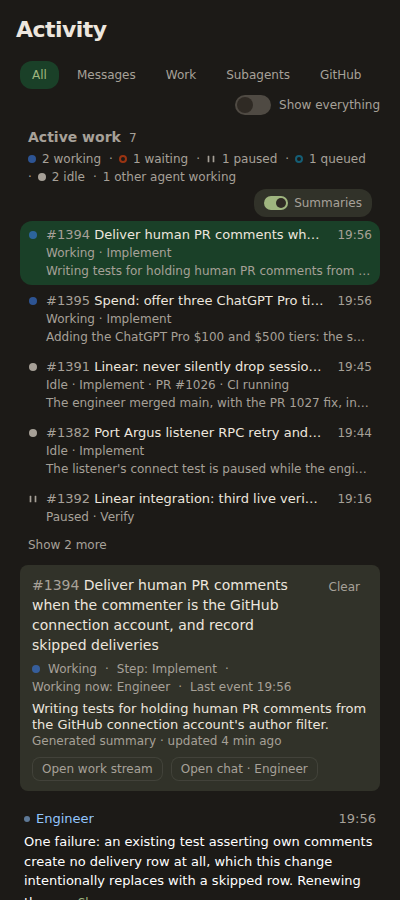 Activity
All Messages Work Subagents GitHub
Show everything
Active work 7
2 working · 1 waiting · 1 paused · 1 queued
· 2 idle · 1 other agent working
Summaries
#1394 Deliver human PR comments wh… 19:56
Working · Implement
Writing tests for holding human PR comments from …
#1395 Spend: offer three ChatGPT Pro ti… 19:56
Working · Implement
Adding the ChatGPT Pro $100 and $500 tiers: the s…
#1391 Linear: never silently drop sessio… 19:45
Idle · Implement · PR #1026 · CI running
The engineer merged main, with the PR 1027 fix, in…
#1382 Port Argus listener RPC retry and… 19:44
Idle · Implement
The listener's connect test is paused while the engi…
#1392 Linear integration: third live veri… 19:16
Paused · Verify
Show 2 more
#1394 Deliver human PR comments Clear
when the commenter is the GitHub
connection account, and record
skipped deliveries
Working · Step: Implement ·
Working now: Engineer · Last event 19:56
Writing tests for holding human PR comments from
the GitHub connection account's author filter.
Generated summary · updated 4 min ago
Open work stream Open chat · Engineer
Engineer 19:56
One failure: an existing test asserting own comments
create no delivery row at all, which this change
intentionally replaces with a skipped row. Renewing